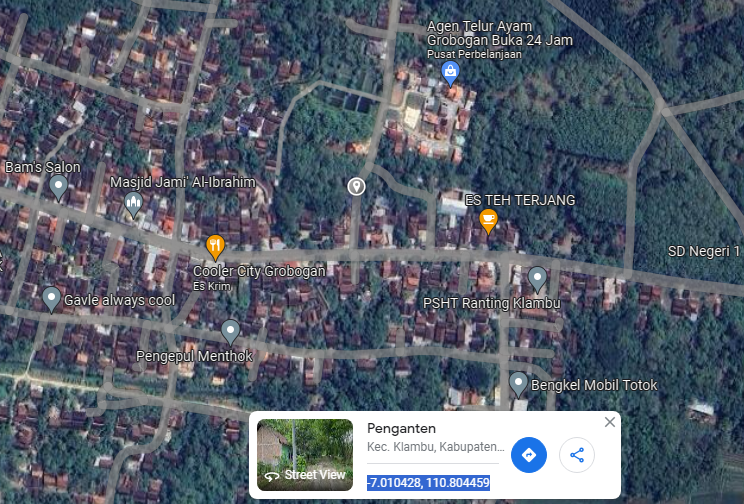 Agen Telur Ayam
Grobogan Buka 24 Jam
Pusat Perbelanjaan
Bam's Salon
Masjid Jami' Al-Ibrahim
ES TEH TERJANG
SD Negeri 1
Cooler City Grobogan
Es Krim
Gavle always cool
PSHT Ranting Klambu
Pengepul Menthok
Bengkel Mobil Totok
Penganten
Kec. Klambu, Kabupaten...
Street View
-7.010428, 110.804459